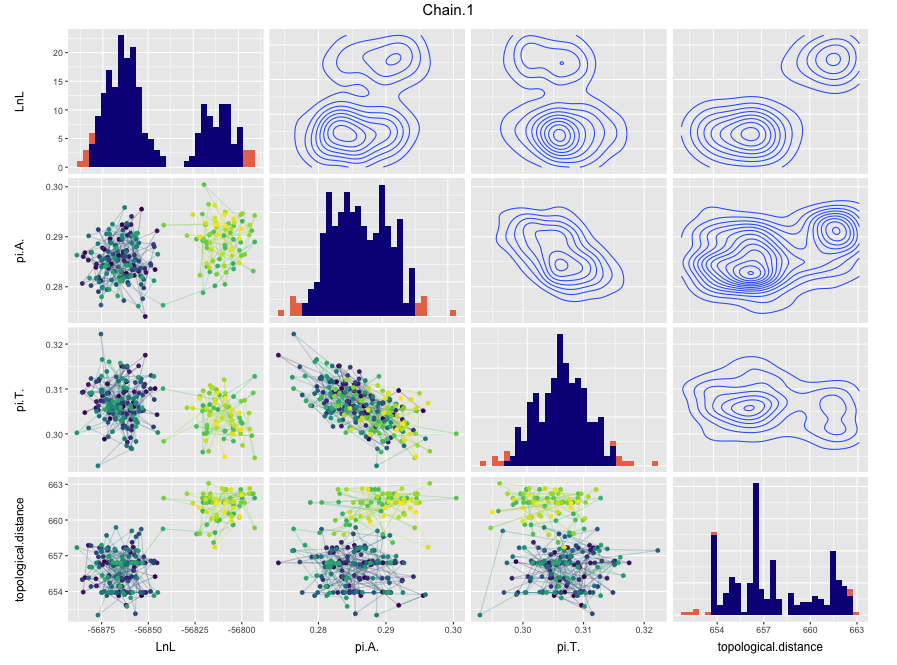 Chain.1
LnL
20
15
10
5
0
pi.A.
0.30
0.29
0.28
pi.T.
0.32
0.31
0.30
topological.distance
663
660
657
654
-56875 -56850 -56825 -56800 0.28 0.29 0.30 0.30 0.31 0.32 654 657 660 663
LnL pi.A. pi.T. topological.distance